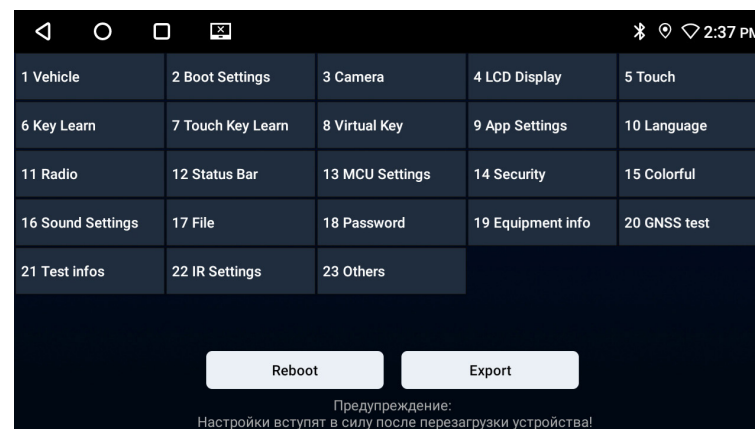 2:37 PM
1 Vehicle
2 Boot Settings
3 Camera
4 LCD Display
5 Touch
6 Key Learn
7 Touch Key Learn
8 Virtual Key
9 App Settings
10 Language
11 Radio
12 Status Bar
13 MCU Settings
14 Security
15 Colorful
16 Sound Settings
17 File
18 Password
19 Equipment info
20 GNSS test
21 Test infos
22 IR Settings
23 Others
Reboot
Export
Предупреждение:
Настройки вступят в силу после перезагрузки устройства!